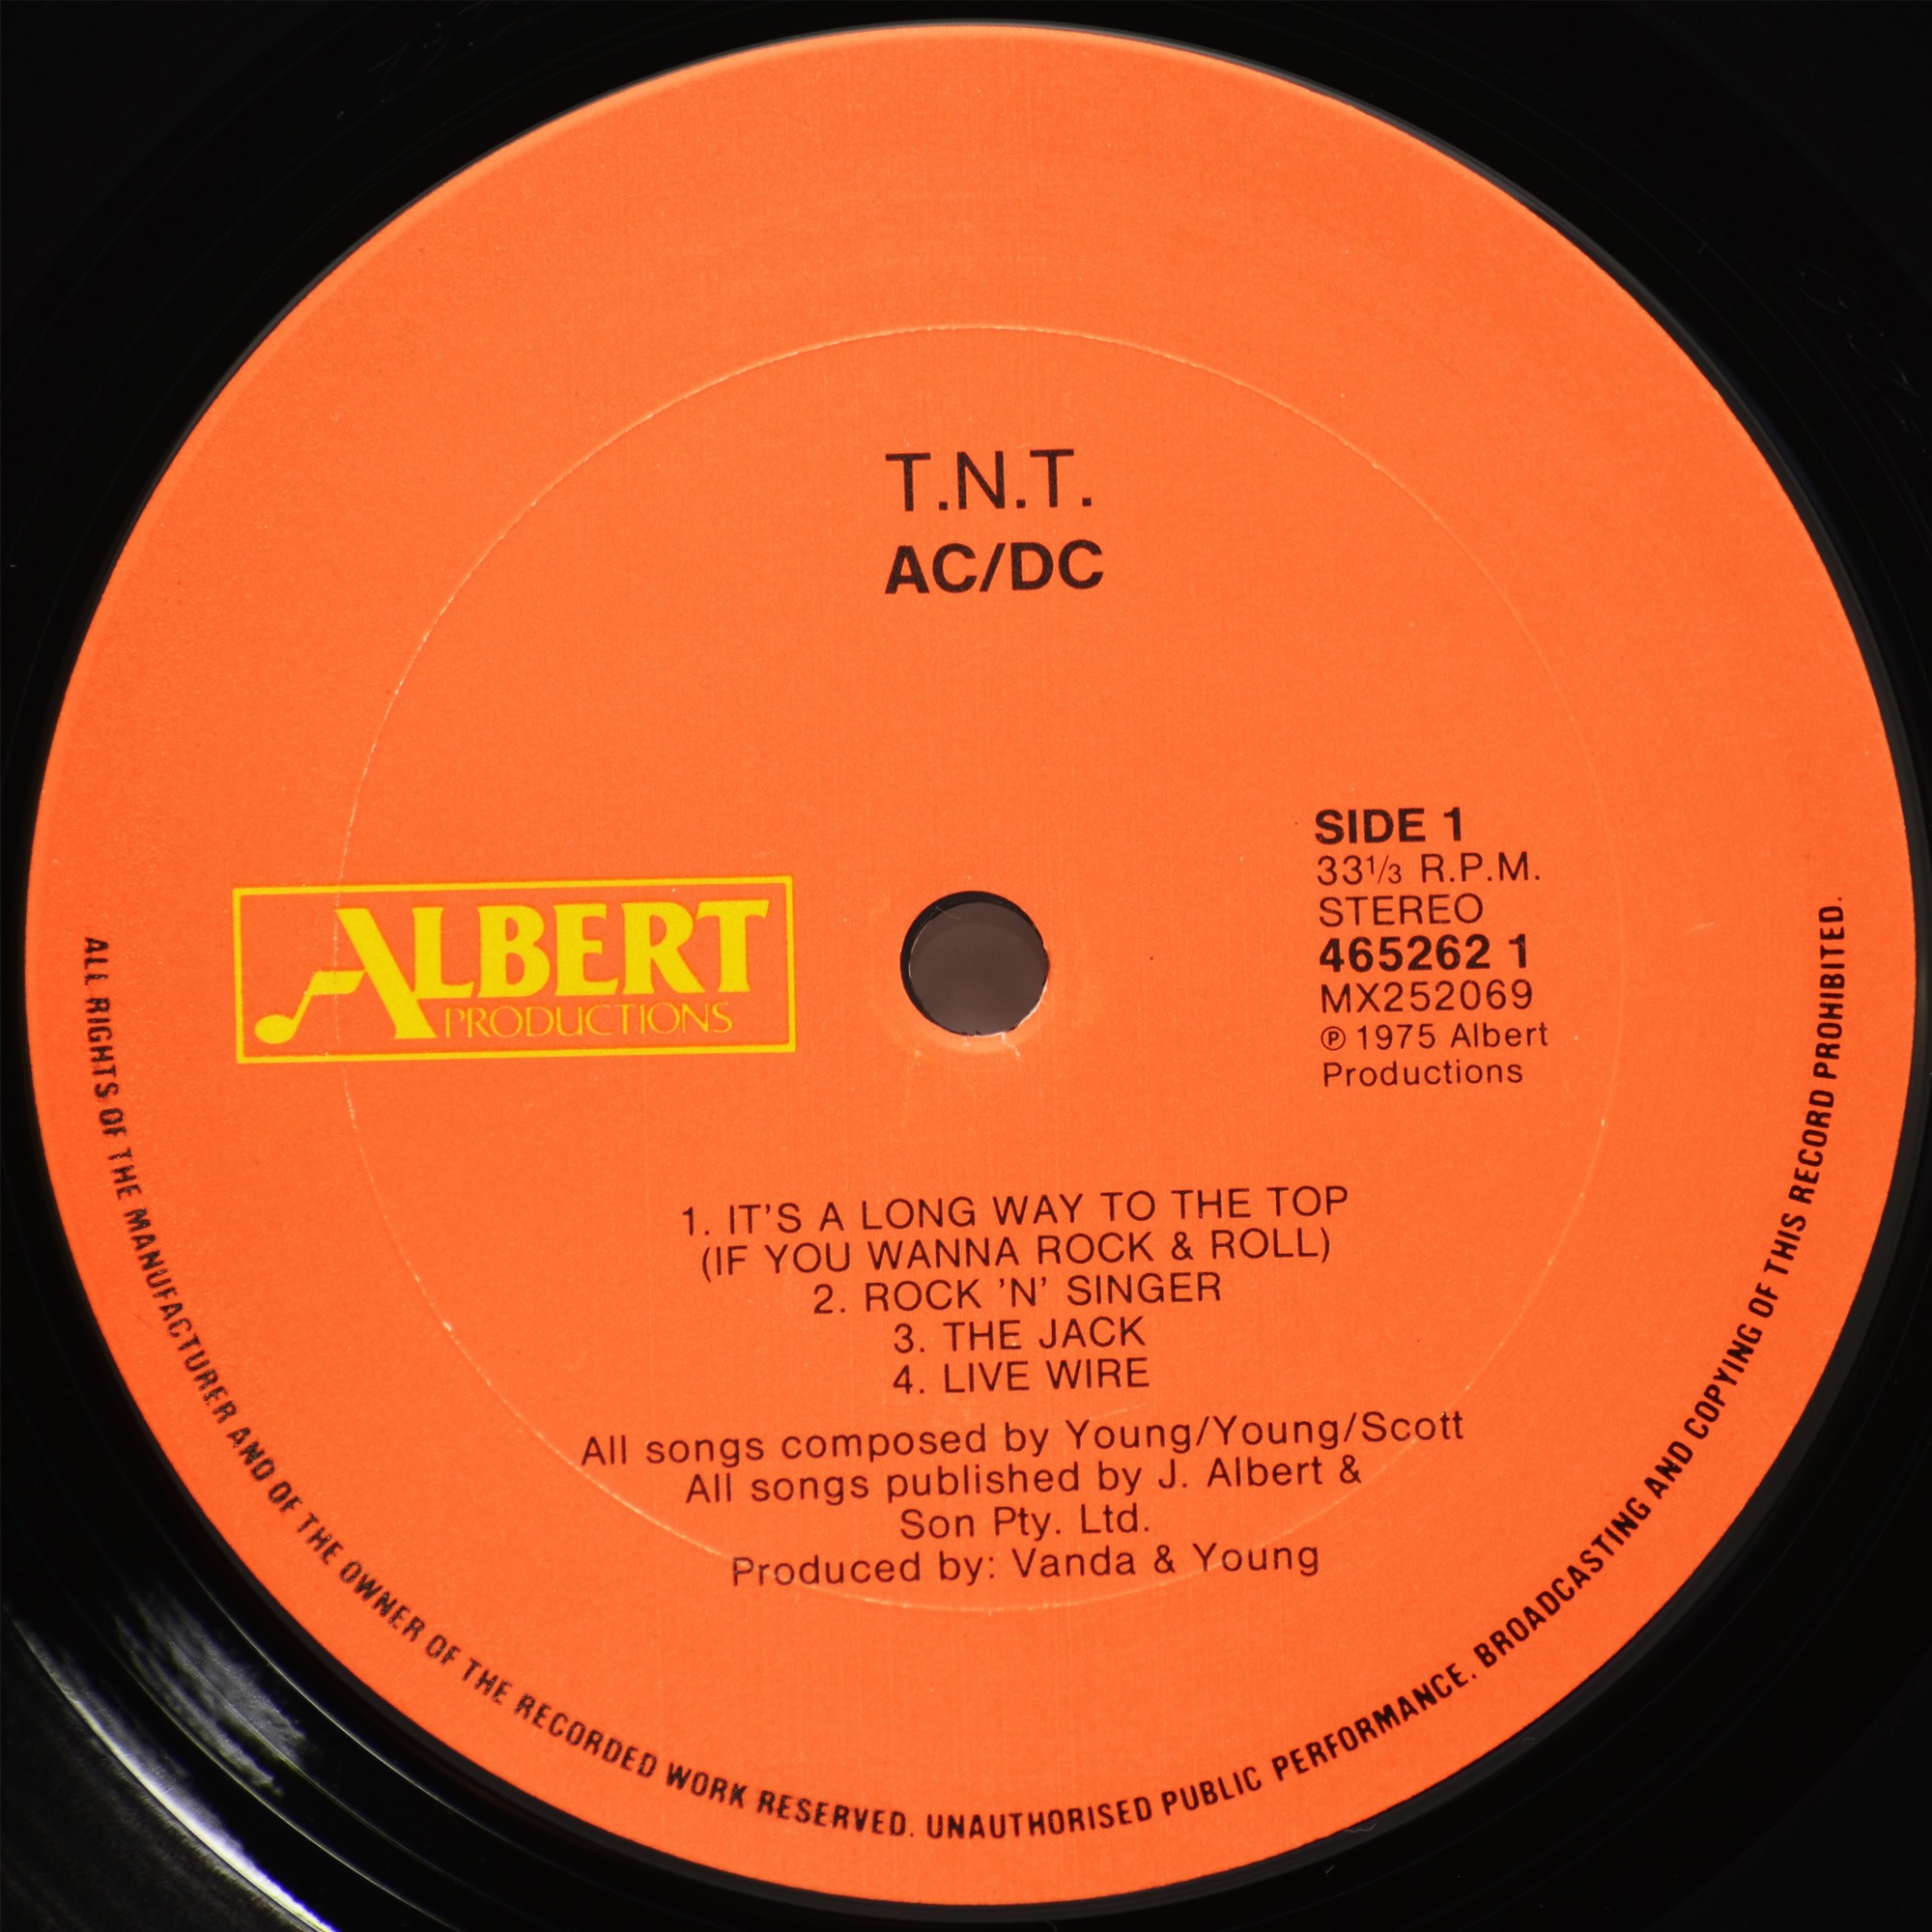 T.N.T.
AC/DC
ALBERT
PRODUCTIONS
SIDE 1
33⅓ R.P.M.
STEREO
465262 1
MX252069
℗ 1975 Albert
Productions
1. IT'S A LONG WAY TO THE TOP
(IF YOU WANNA ROCK & ROLL)
2. ROCK 'N' SINGER
3. THE JACK
4. LIVE WIRE
All songs composed by Young/Young/Scott
All songs published by J. Albert &
Son Pty. Ltd.
Produced by: Vanda & Young
ALL RIGHTS OF THE MANUFACTURER AND OF THE OWNER OF THE RECORDED WORK RESERVED. UNAUTHORISED PUBLIC PERFORMANCE. BROADCASTING AND COPYING OF THIS RECORD PROHIBITED.